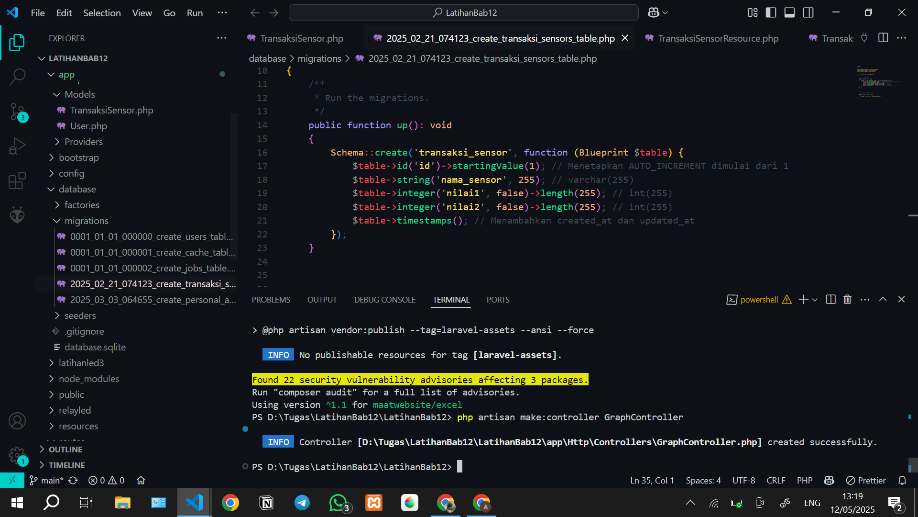 File Edit Selection View Go Run ··· LatihanBab12
EXPLORER ···
TransaksiSensor.php 2025_02_21_074123_create_transaksi_sensors_table.php TransaksiSensorResource.php Transak
database > migrations > 2025_02_21_074123_create_transaksi_sensors_table.php
LATIHANBAB12
app
Models
TransaksiSensor.php
User.php
Providers
bootstrap
config
database
factories
migrations
0001_01_01_000000_create_users_tabl...
0001_01_01_000001_create_cache_tabl...
0001_01_01_000002_create_jobs_table....
2025_02_21_074123_create_transaksi_s...
2025_03_03_064655_create_personal_a...
seeders
.gitignore
database.sqlite
latihanled3
node_modules
public
relayled
resources
OUTLINE
TIMELINE
10 {
11 /**
12 * Run the migrations.
13 */
14 public function up(): void
15 {
16 Schema::create('transaksi_sensor', function (Blueprint $table) {
17 $table->id('id')->startingValue(1); // Menetapkan AUTO_INCREMENT dimulai dari 1
18 $table->string('nama_sensor', 255); // varchar(255)
19 $table->integer('nilai1', false)->length(255); // int(255)
20 $table->integer('nilai2', false)->length(255); // int(255)
21 $table->timestamps(); // Menambahkan created_at dan updated_at
22 });
23 }
24
25
PROBLEMS OUTPUT DEBUG CONSOLE TERMINAL PORTS powershell
> @php artisan vendor:publish --tag=laravel-assets --ansi --force
INFO No publishable resources for tag [laravel-assets].
Found 22 security vulnerability advisories affecting 3 packages.
Run "composer audit" for a full list of advisories.
Using version ^1.1 for maatwebsite/excel
PS D:\Tugas\LatihanBab12\LatihanBab12> php artisan make:controller GraphController
INFO Controller [D:\Tugas\LatihanBab12\LatihanBab12\app\Http\Controllers\GraphController.php] created successfully.
PS D:\Tugas\LatihanBab12\LatihanBab12>
main* 0 0 Ln 35, Col 1 Spaces: 4 UTF-8 CRLF PHP Prettier
ENG 13:19
12/05/2025